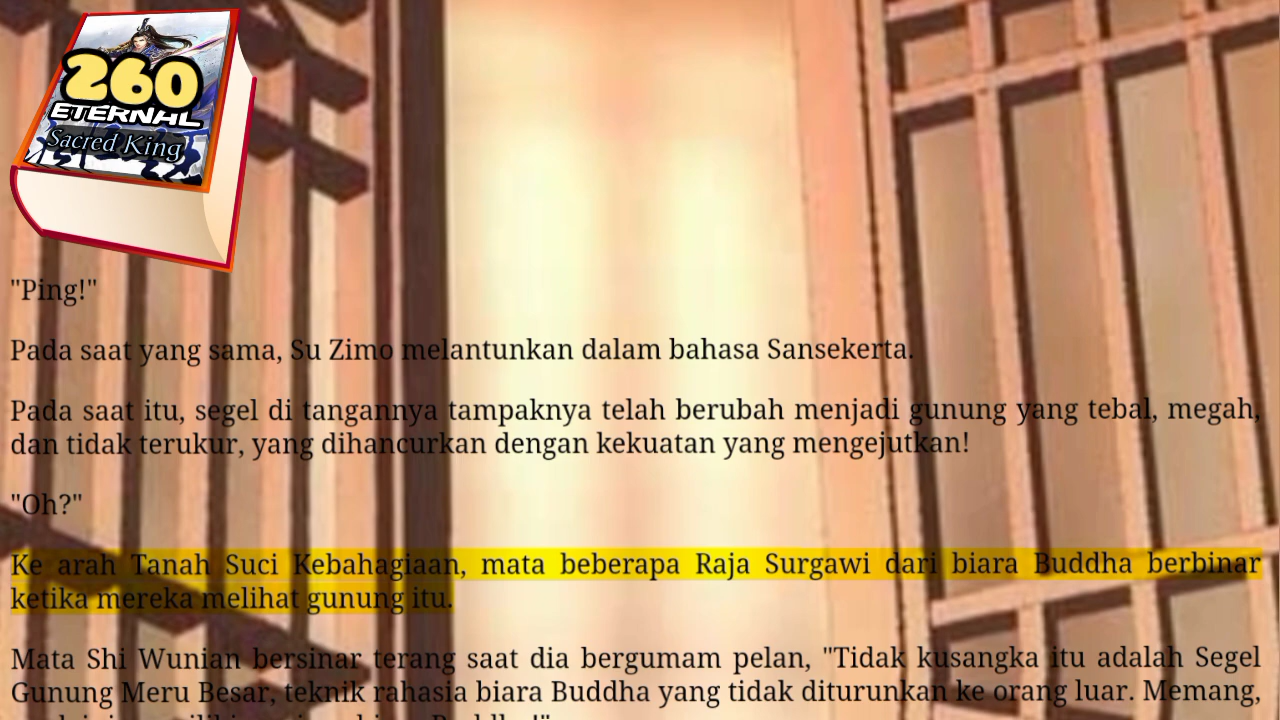 260
ETERNAL
Sacred King
"Ping!"
Pada saat yang sama, Su Zimo melantunkan dalam bahasa Sansekerta.
Pada saat itu, segel di tangannya tampaknya telah berubah menjadi gunung yang tebal, megah,
dan tidak terukur, yang dihancurkan dengan kekuatan yang mengejutkan!
"Oh?"
Ke arah Tanah Suci Kebahagiaan, mata beberapa Raja Surgawi dari biara Buddha berbinar
ketika mereka melihat gunung itu.
Mata Shi Wunian bersinar terang saat dia bergumam pelan, "Tidak kusangka itu adalah Segel
Gunung Meru Besar, teknik rahasia biara Buddha yang tidak diturunkan ke orang luar. Memang,